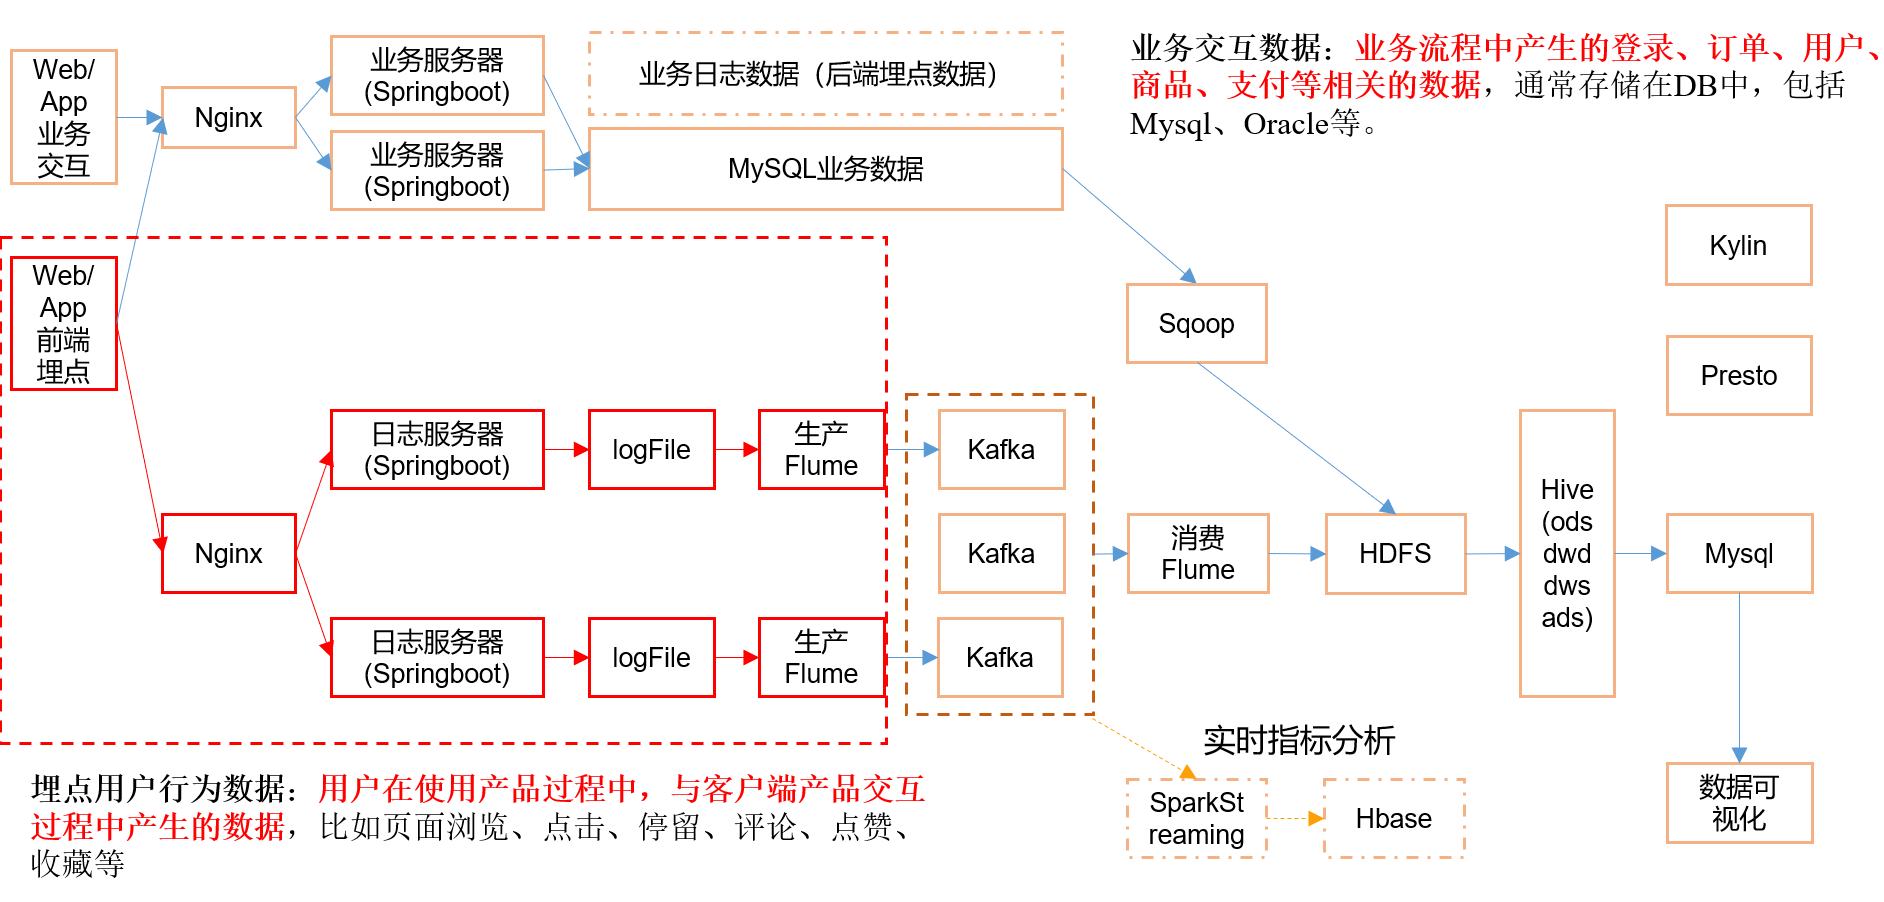 Web/
App
业务
交互
Nginx
业务服务器
(Springboot)
业务服务器
(Springboot)
业务日志数据（后端埋点数据）
MySQL业务数据
业务交互数据：业务流程中产生的登录、订单、用户、
商品、支付等相关的数据，通常存储在DB中，包括
Mysql、Oracle等。
Web/
App
前端
埋点
Nginx
日志服务器
(Springboot)
logFile
生产
Flume
日志服务器
(Springboot)
logFile
生产
Flume
Kafka
Kafka
Kafka
Sqoop
消费
Flume
HDFS
Hive
(ods
dwd
dws
ads)
Kylin
Presto
Mysql
数据可
视化
实时指标分析
SparkSt
reaming
Hbase
埋点用户行为数据：用户在使用产品过程中，与客户端产品交互
过程中产生的数据，比如页面浏览、点击、停留、评论、点赞、
收藏等